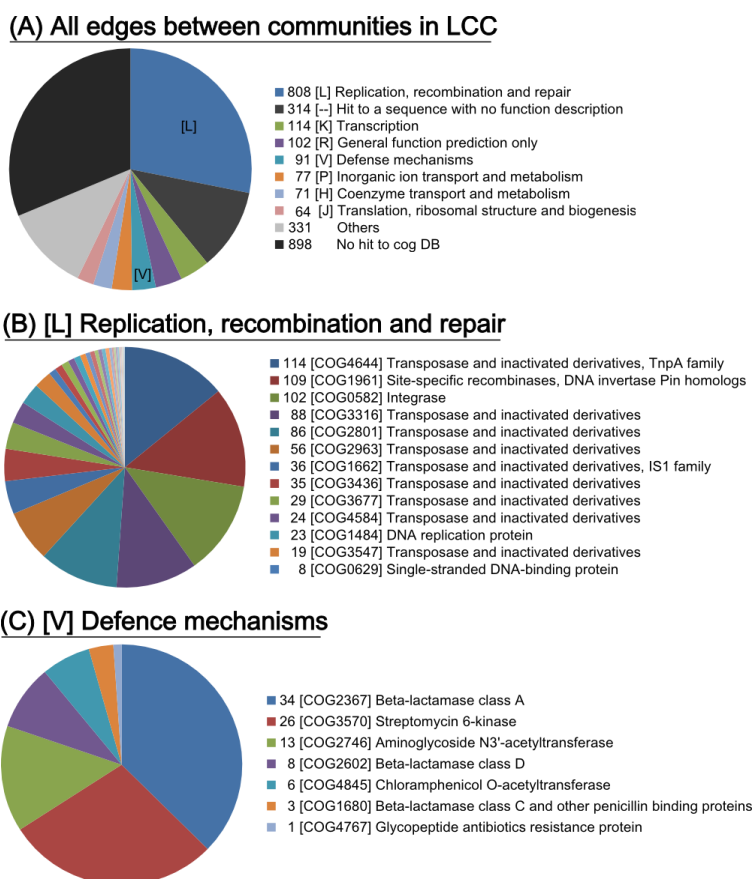 (A) All edges between communities in LCC
[L]
[V]
808 [L] Replication, recombination and repair
314 [--] Hit to a sequence with no function description
114 [K] Transcription
102 [R] General function prediction only
91 [V] Defense mechanisms
77 [P] Inorganic ion transport and metabolism
71 [H] Coenzyme transport and metabolism
64 [J] Translation, ribosomal structure and biogenesis
331 Others
898 No hit to cog DB
(B) [L] Replication, recombination and repair
114 [COG4644] Transposase and inactivated derivatives, TnpA family
109 [COG1961] Site-specific recombinases, DNA invertase Pin homologs
102 [COG0582] Integrase
88 [COG3316] Transposase and inactivated derivatives
86 [COG2801] Transposase and inactivated derivatives
56 [COG2963] Transposase and inactivated derivatives
36 [COG1662] Transposase and inactivated derivatives, IS1 family
35 [COG3436] Transposase and inactivated derivatives
29 [COG3677] Transposase and inactivated derivatives
24 [COG4584] Transposase and inactivated derivatives
23 [COG1484] DNA replication protein
19 [COG3547] Transposase and inactivated derivatives
8 [COG0629] Single-stranded DNA-binding protein
(C) [V] Defence mechanisms
34 [COG2367] Beta-lactamase class A
26 [COG3570] Streptomycin 6-kinase
13 [COG2746] Aminoglycoside N3'-acetyltransferase
8 [COG2602] Beta-lactamase class D
6 [COG4845] Chloramphenicol O-acetyltransferase
3 [COG1680] Beta-lactamase class C and other penicillin binding proteins
1 [COG4767] Glycopeptide antibiotics resistance protein